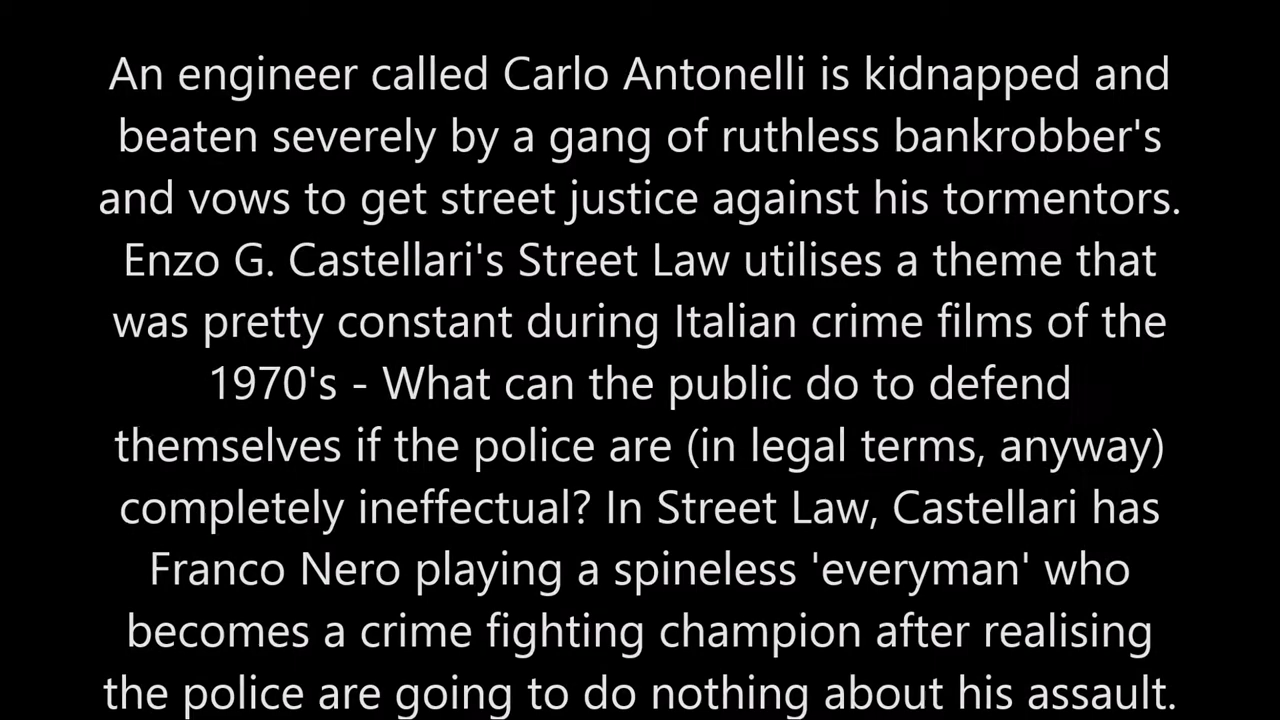 An engineer called Carlo Antonelli is kidnapped and
beaten severely by a gang of ruthless bankrobber's
and vows to get street justice against his tormentors.
Enzo G. Castellari's Street Law utilises a theme that
was pretty constant during Italian crime films of the
1970's - What can the public do to defend
themselves if the police are (in legal terms, anyway)
completely ineffectual? In Street Law, Castellari has
Franco Nero playing a spineless 'everyman' who
becomes a crime fighting champion after realising
the police are going to do nothing about his assault.